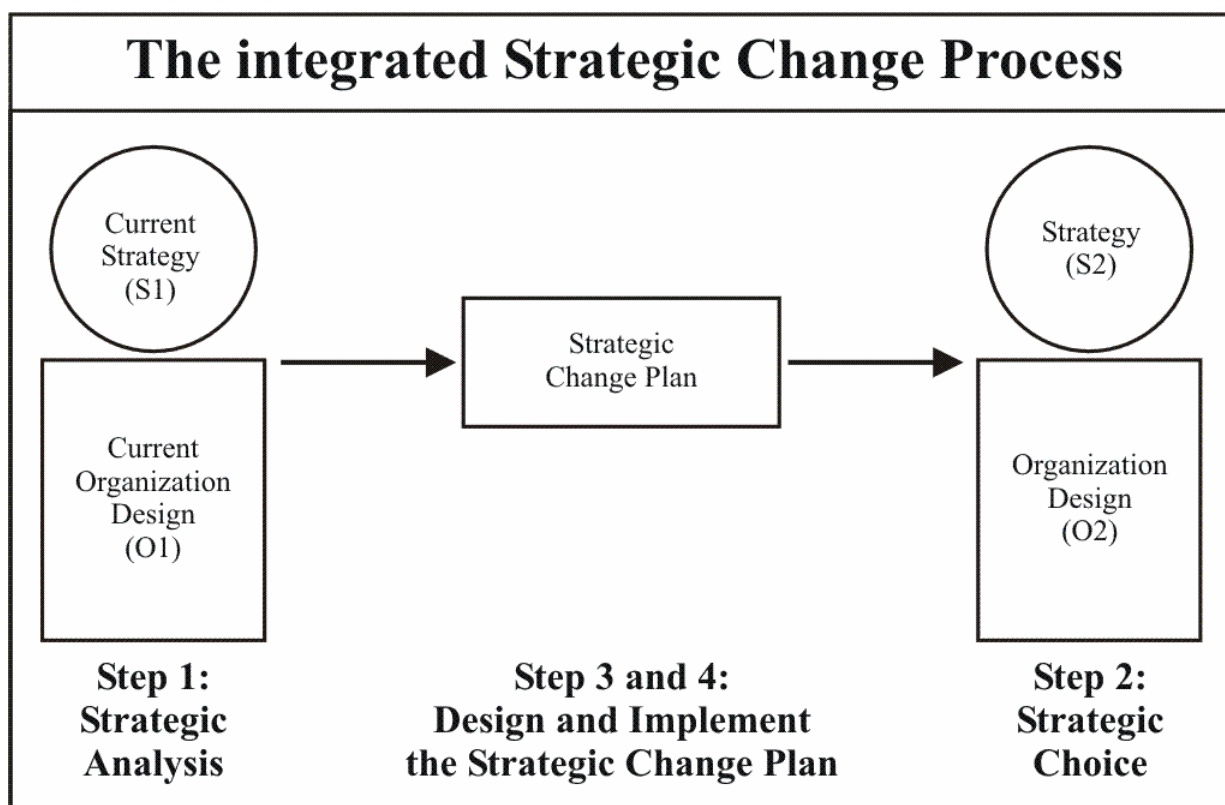 The integrated Strategic Change Process
Current
Strategy
(S1)
Current
Organization
Design
(O1)
Strategic
Change Plan
Strategy
(S2)
Organization
Design
(O2)
Step 1:
Strategic
Analysis
Step 3 and 4:
Design and Implement
the Strategic Change Plan
Step 2:
Strategic
Choice